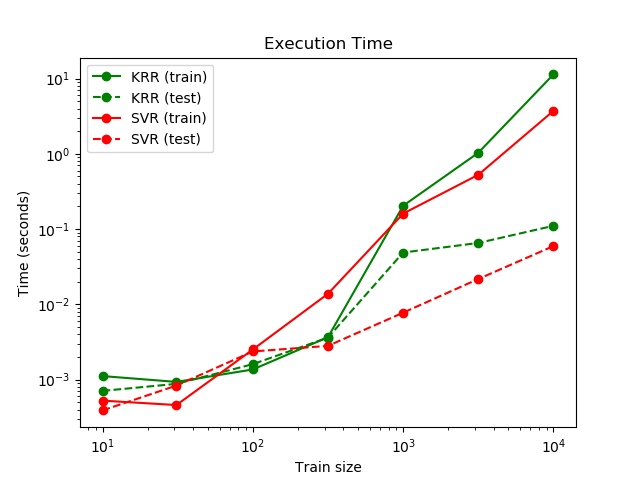 Execution Time
KRR (train)
KRR (test)
SVR (train)
SVR (test)
Time (seconds)
10¹
10⁰
10⁻¹
10⁻²
10⁻³
10¹ 10² 10³ 10⁴
Train size